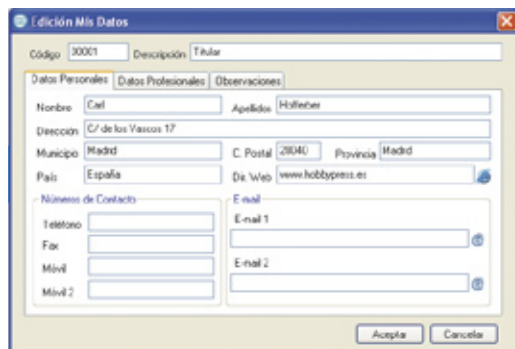 Edición Mis Datos
Código 30001 Descripción Titular
Datos Personales Datos Profesionales Observaciones
Nombre Carl Apellidos Hofferber
Dirección C/ de los Vascos 17
Municipio Madrid C. Postal 28040 Provincia Madrid
País España Dir. Web www.hobbypress.es
Números de Contacto E-mail
Teléfono E-mail 1
Fax
Móvil E-mail 2
Móvil 2
Aceptar Cancelar